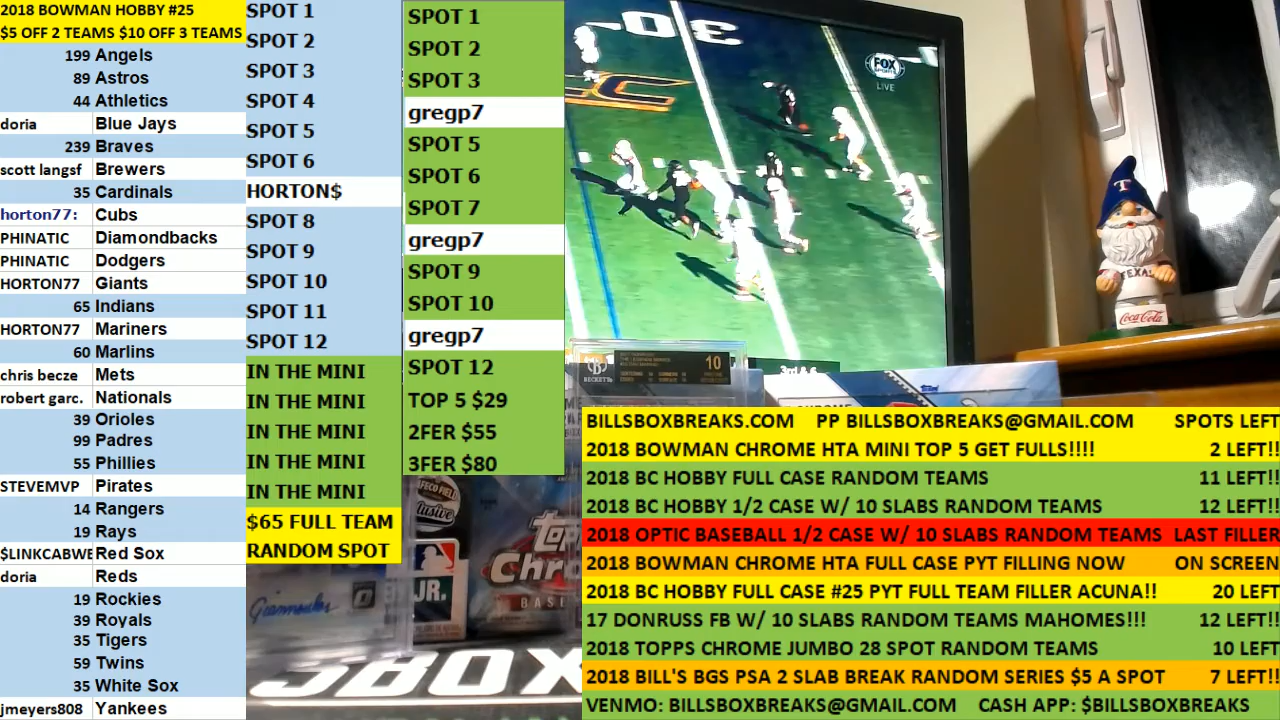 2018 BOWMAN HOBBY #25
$5 OFF 2 TEAMS $10 OFF 3 TEAMS
199 Angels
89 Astros
44 Athletics
doria Blue Jays
239 Braves
scott langsf Brewers
35 Cardinals
horton77: Cubs
PHINATIC Diamondbacks
PHINATIC Dodgers
HORTON77 Giants
65 Indians
HORTON77 Mariners
60 Marlins
chris becze Mets
robert garc. Nationals
39 Orioles
99 Padres
55 Phillies
STEVEMVP Pirates
14 Rangers
19 Rays
$LINKCABWE Red Sox
doria Reds
19 Rockies
39 Royals
35 Tigers
59 Twins
35 White Sox
jmeyers808 Yankees
SPOT 1
SPOT 2
SPOT 3
SPOT 4
SPOT 5
SPOT 6
HORTON$
SPOT 8
SPOT 9
SPOT 10
SPOT 11
SPOT 12
IN THE MINI
IN THE MINI
IN THE MINI
IN THE MINI
IN THE MINI
$65 FULL TEAM
RANDOM SPOT
SPOT 1
SPOT 2
SPOT 3
gregp7
SPOT 5
SPOT 6
SPOT 7
gregp7
SPOT 9
SPOT 10
gregp7
SPOT 12
TOP 5 $29
2FER $55
3FER $80
FOX
SPORTS
LIVE
T
TEXAS
Coca-Cola
BECKETT
10
3rd & 6
topps
BILLSBOXBREAKS.COM PP BILLSBOXBREAKS@GMAIL.COM SPOTS LEFT
2018 BOWMAN CHROME HTA MINI TOP 5 GET FULLS!!!! 2 LEFT!!
2018 BC HOBBY FULL CASE RANDOM TEAMS 11 LEFT
2018 BC HOBBY 1/2 CASE W/ 10 SLABS RANDOM TEAMS 12 LEFT
2018 OPTIC BASEBALL 1/2 CASE W/ 10 SLABS RANDOM TEAMS LAST FILLER
2018 BOWMAN CHROME HTA FULL CASE PYT FILLING NOW ON SCREEN
2018 BC HOBBY FULL CASE #25 PYT FULL TEAM FILLER ACUNA!! 20 LEFT
17 DONRUSS FB W/ 10 SLABS RANDOM TEAMS MAHOMES!!! 12 LEFT!!
2018 TOPPS CHROME JUMBO 28 SPOT RANDOM TEAMS 10 LEFT
2018 BILL'S BGS PSA 2 SLAB BREAK RANDOM SERIES $5 A SPOT 7 LEFT!!
VENMO: BILLSBOXBREAKS@GMAIL.COM CASH APP: $BILLSBOXBREAKS
JR.
BASE